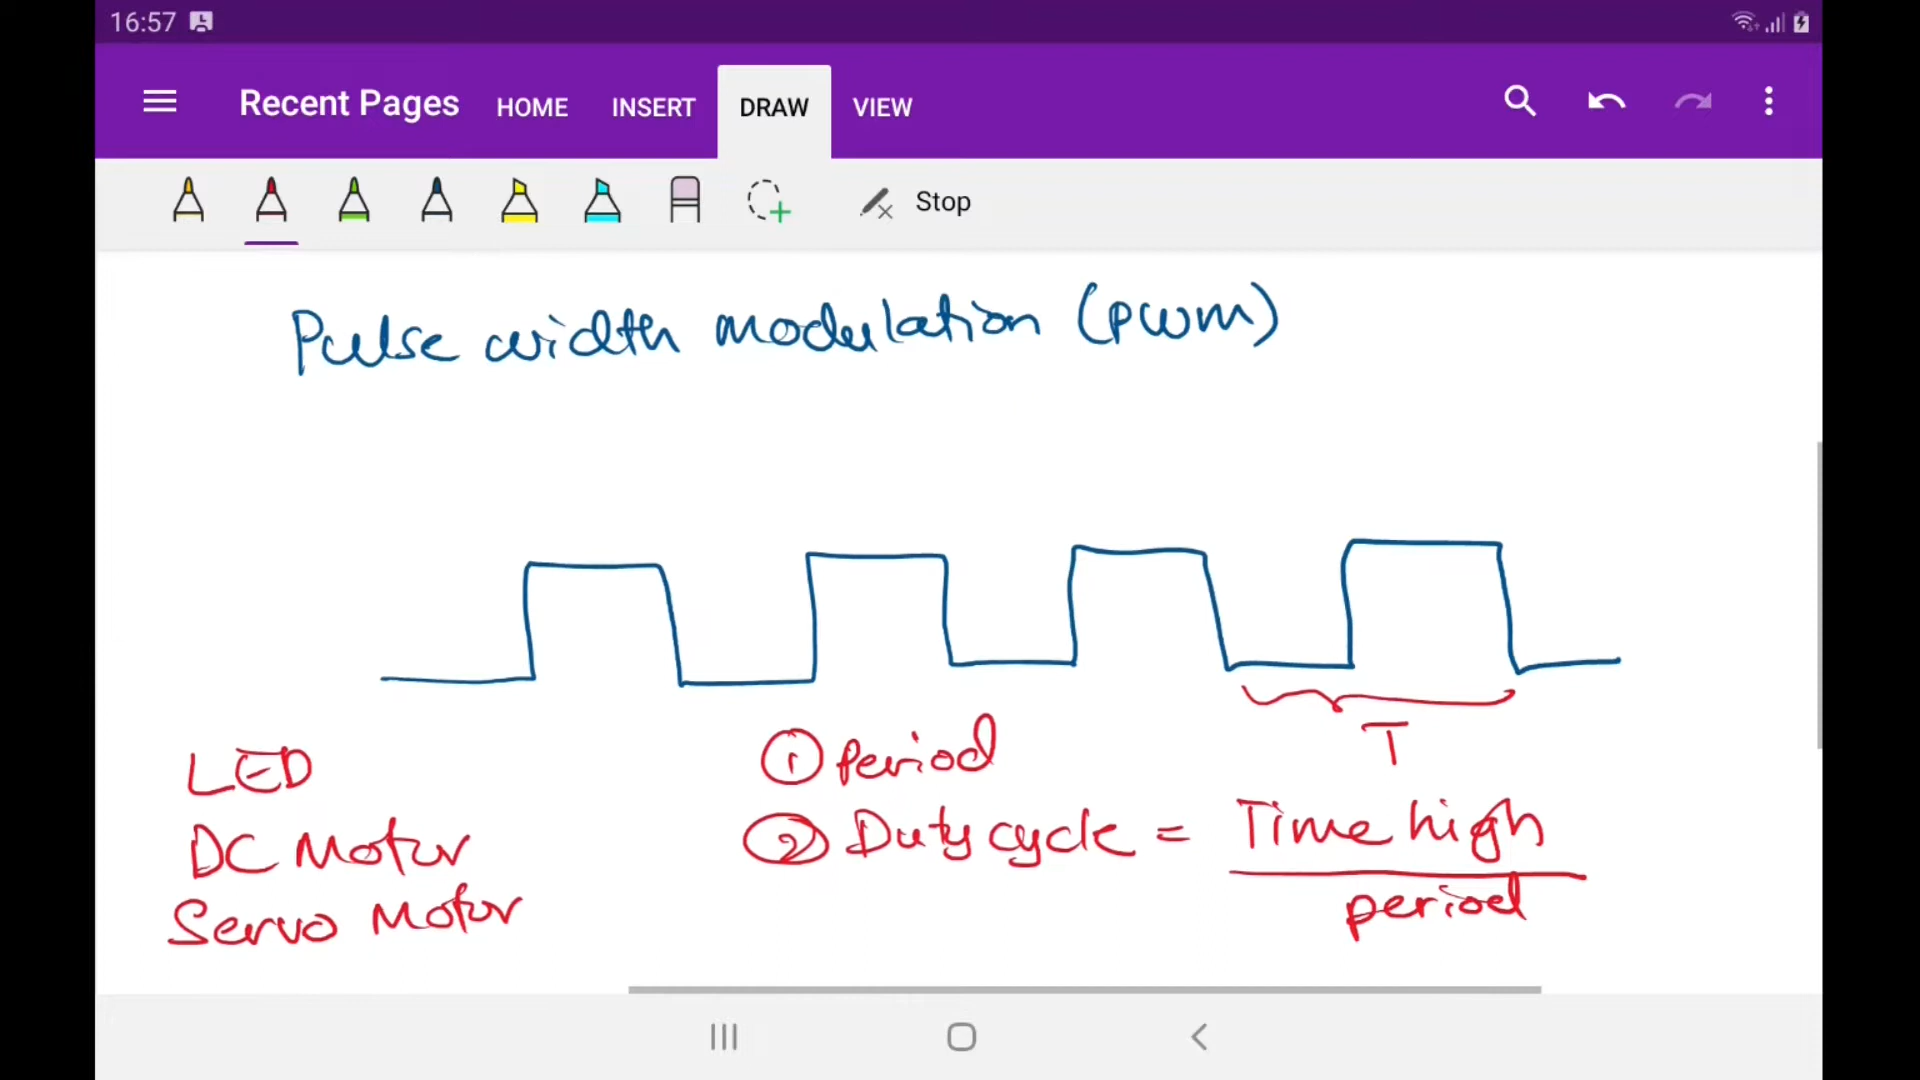 16:57
Recent Pages HOME INSERT DRAW VIEW
Stop
Pulse width modulation (PWM)
T
LED
DC Motor
Servo Motor
① Period
② Duty cycle = Time high
period